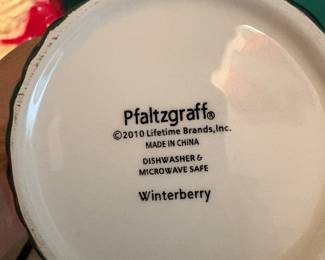 Pfaltzgraff®
©2010 Lifetime Brands, Inc.
MADE IN CHINA
DISHWASHER &
MICROWAVE SAFE
Winterberry